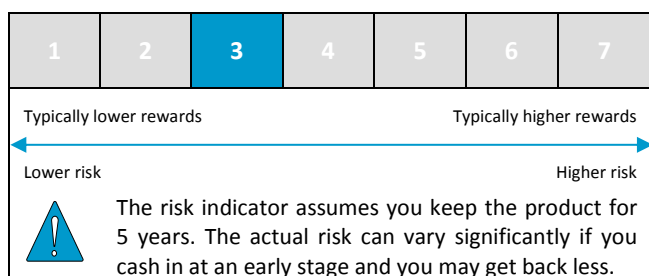 1 2 3 4 5 6 7
Typically lower rewards Typically higher rewards
Lower risk Higher risk
The risk indicator assumes you keep the product for
5 years. The actual risk can vary significantly if you
cash in at an early stage and you may get back less.